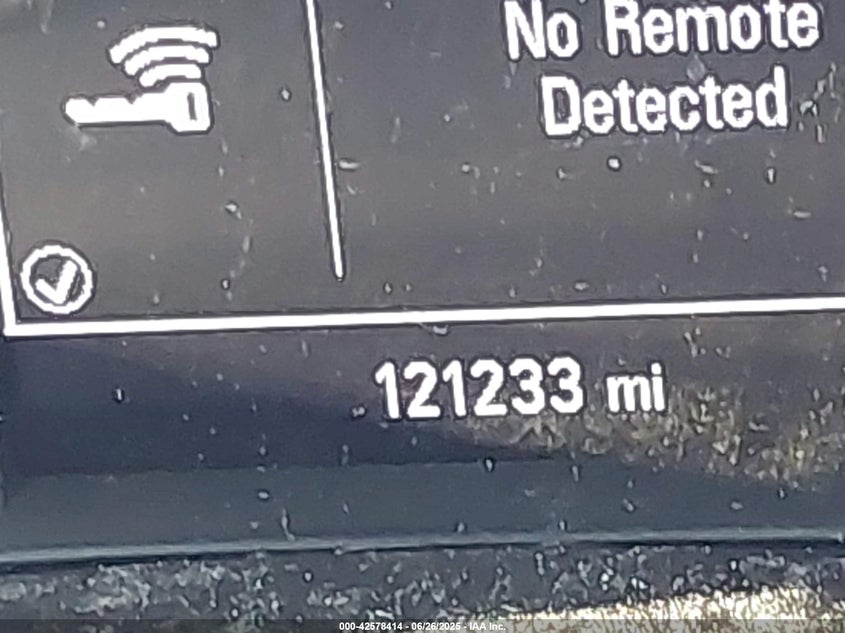 No Remote
Detected
121233 mi
000-42578414 - 06/26/2025 - IAA Inc.